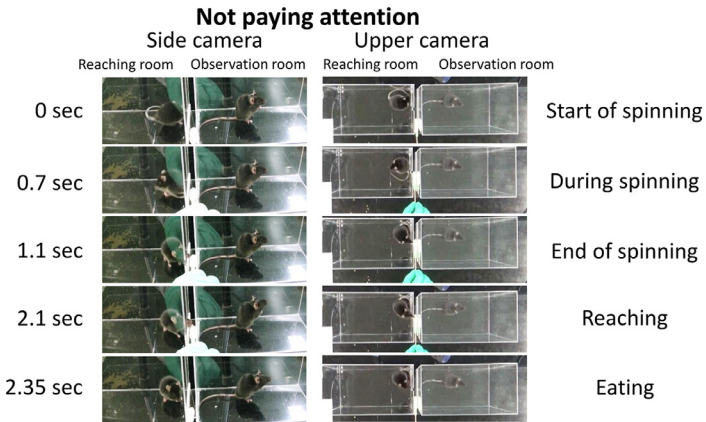 Not paying attention
Side camera Upper camera
Reaching room Observation room Reaching room Observation room
0 sec Start of spinning
0.7 sec During spinning
1.1 sec End of spinning
2.1 sec Reaching
2.35 sec Eating